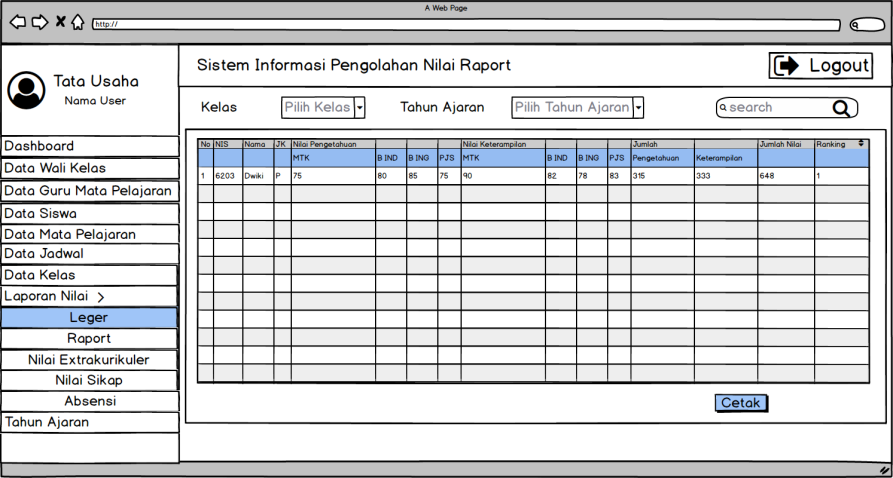 A Web Page
http://
Tata Usaha
Nama User
Sistem Informasi Pengolahan Nilai Raport
Logout
Kelas
Pilih Kelas
Tahun Ajaran
Pilih Tahun Ajaran
search
Dashboard
Data Wali Kelas
Data Guru Mata Pelajaran
Data Siswa
Data Mata Pelajaran
Data Jadwal
Data Kelas
Laporan Nilai >
Leger
Raport
Nilai Extrakurikuler
Nilai Sikap
Absensi
Tahun Ajaran
No NIS Nama JK Nilai Pengetahuan Nilai Keterampilan Jumlah Jumlah Nilai Ranking
MTK B IND B ING PJS MTK B IND B ING PJS Pengetahuan Keterampilan
1 6203 Dwiki P 75 80 85 75 90 82 78 83 315 333 648 1
Cetak